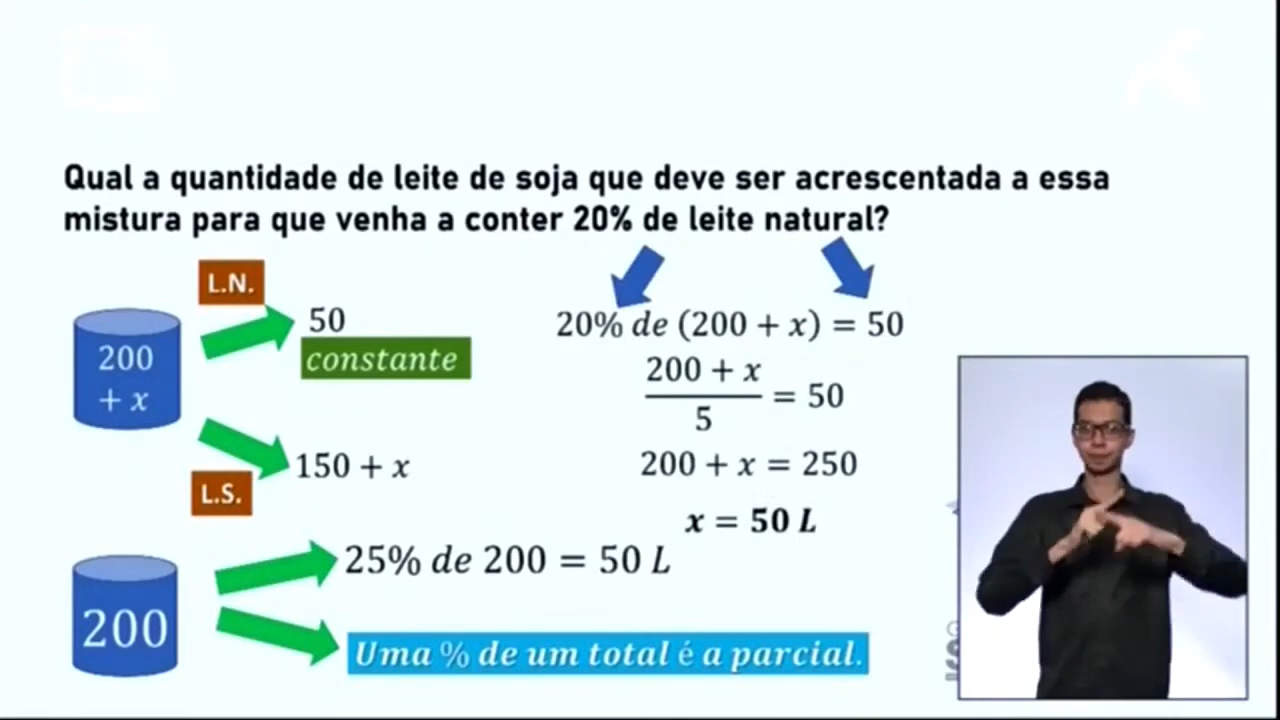 Qual a quantidade de leite de soja que deve ser acrescentada a essa
mistura para que venha a conter 20% de leite natural?
L.N.
50
constante
200
+ x
150 + x
L.S.
20% de (200 + x) = 50
(200 + x)/5 = 50
200 + x = 250
x = 50 L
200
25% de 200 = 50 L
Uma % de um total é a parcial.